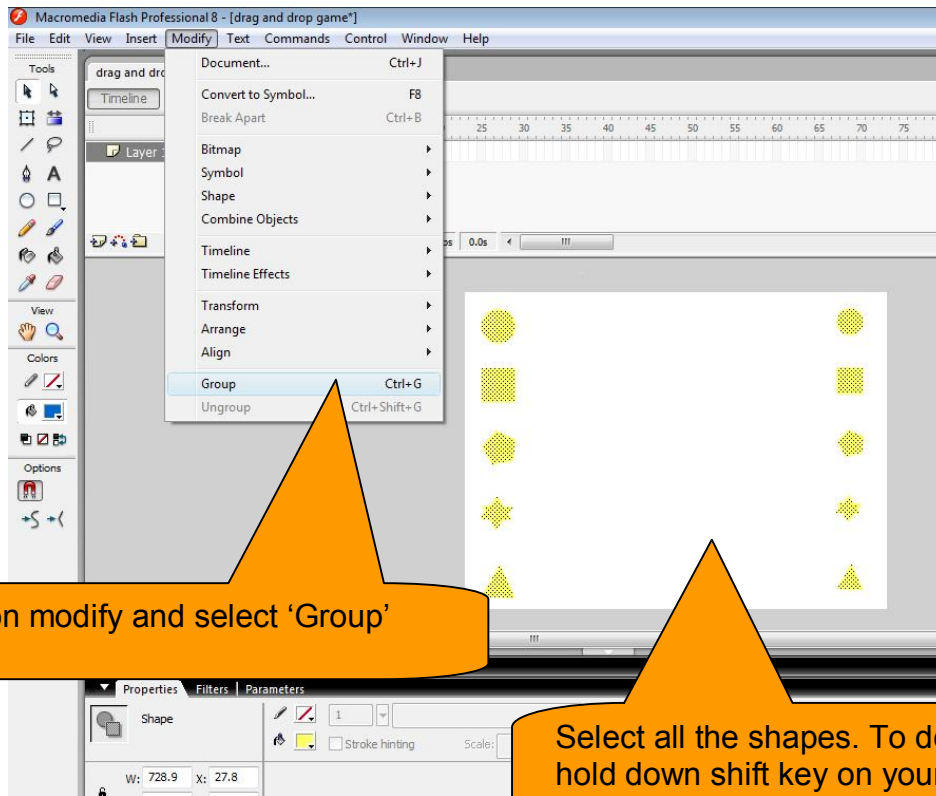 Macromedia Flash Professional 8 - [drag and drop game*]
File Edit View Insert Modify Text Commands Control Window Help
Tools
drag and dro
Timeline
Layer
25 30 35 40 45 50 55 60 65 70 75
0.0s
Document... Ctrl+J
Convert to Symbol... F8
Break Apart Ctrl+B
Bitmap
Symbol
Shape
Combine Objects
Timeline
Timeline Effects
Transform
Arrange
Align
Group Ctrl+G
Ungroup Ctrl+Shift+G
View
Colors
Options
on modify and select ‘Group’
Select all the shapes. To d
hold down shift key on your
Properties Filters Parameters
Shape
1
Stroke hinting Scale:
W: 728.9 X: 27.8